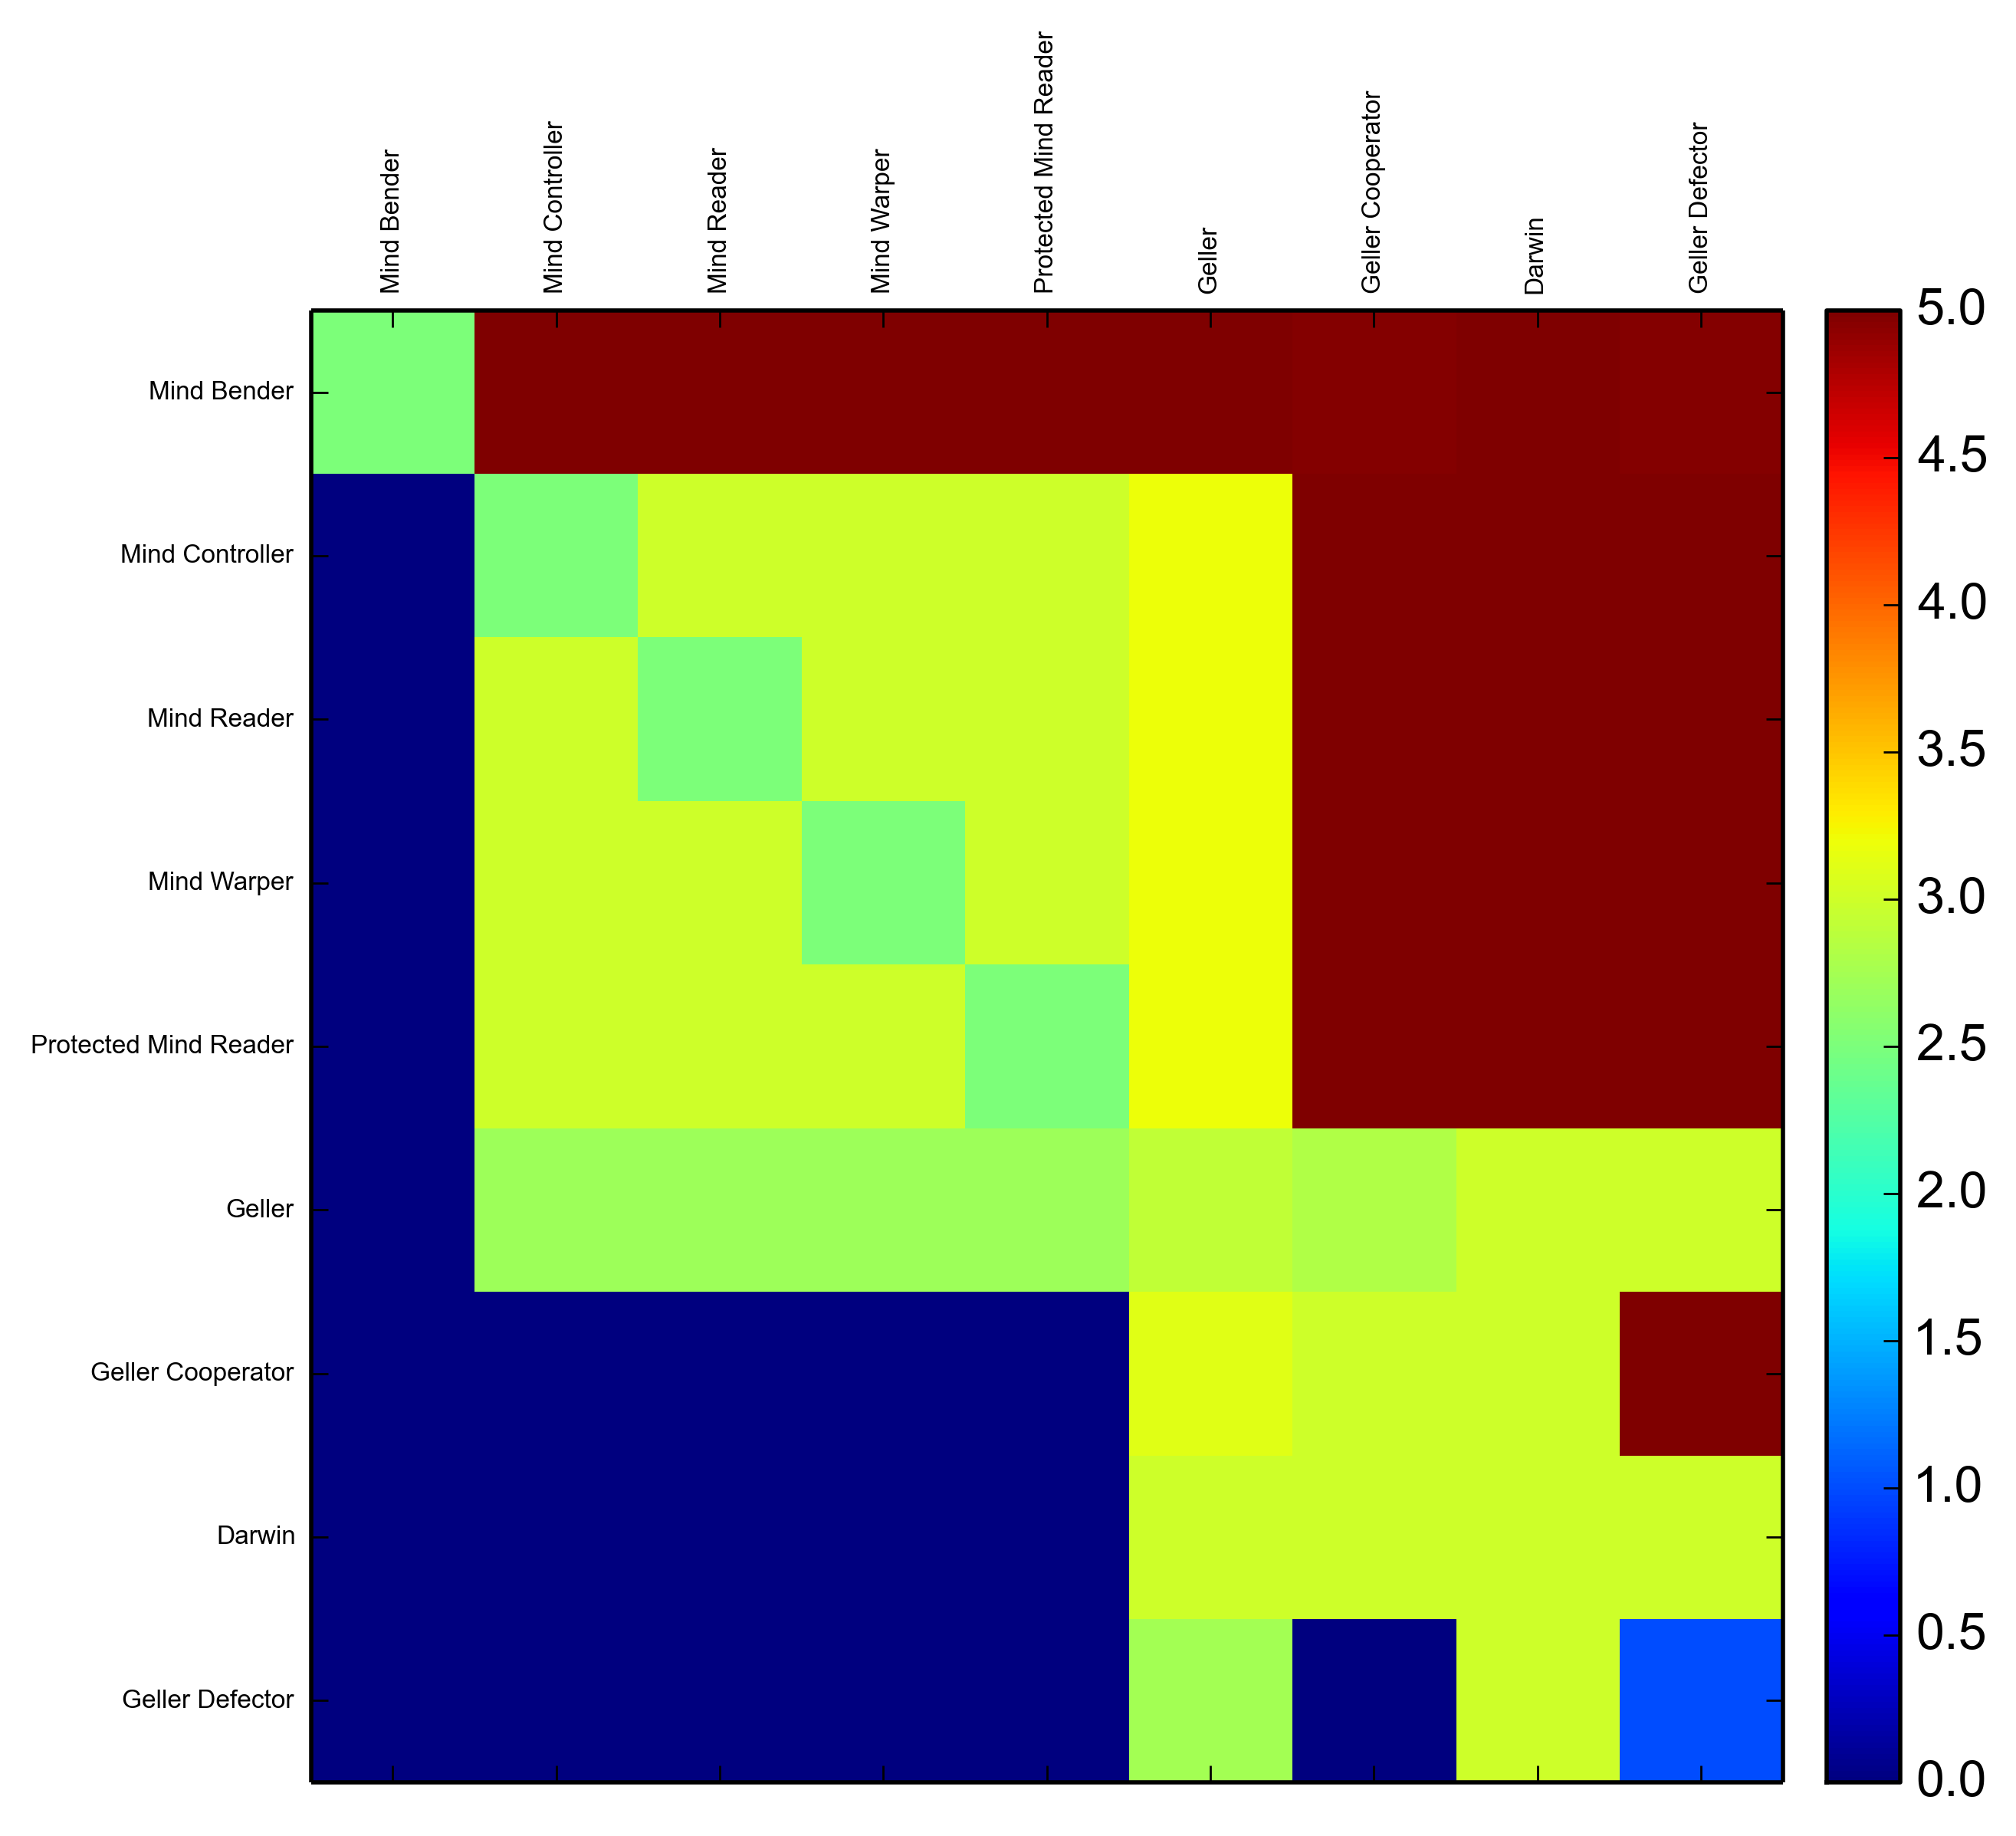 Mind Bender
Mind Controller
Mind Reader
Mind Warper
Protected Mind Reader
Geller
Geller Cooperator
Darwin
Geller Defector
Mind Bender
Mind Controller
Mind Reader
Mind Warper
Protected Mind Reader
Geller
Geller Cooperator
Darwin
Geller Defector
5.0
4.5
4.0
3.5
3.0
2.5
2.0
1.5
1.0
0.5
0.0